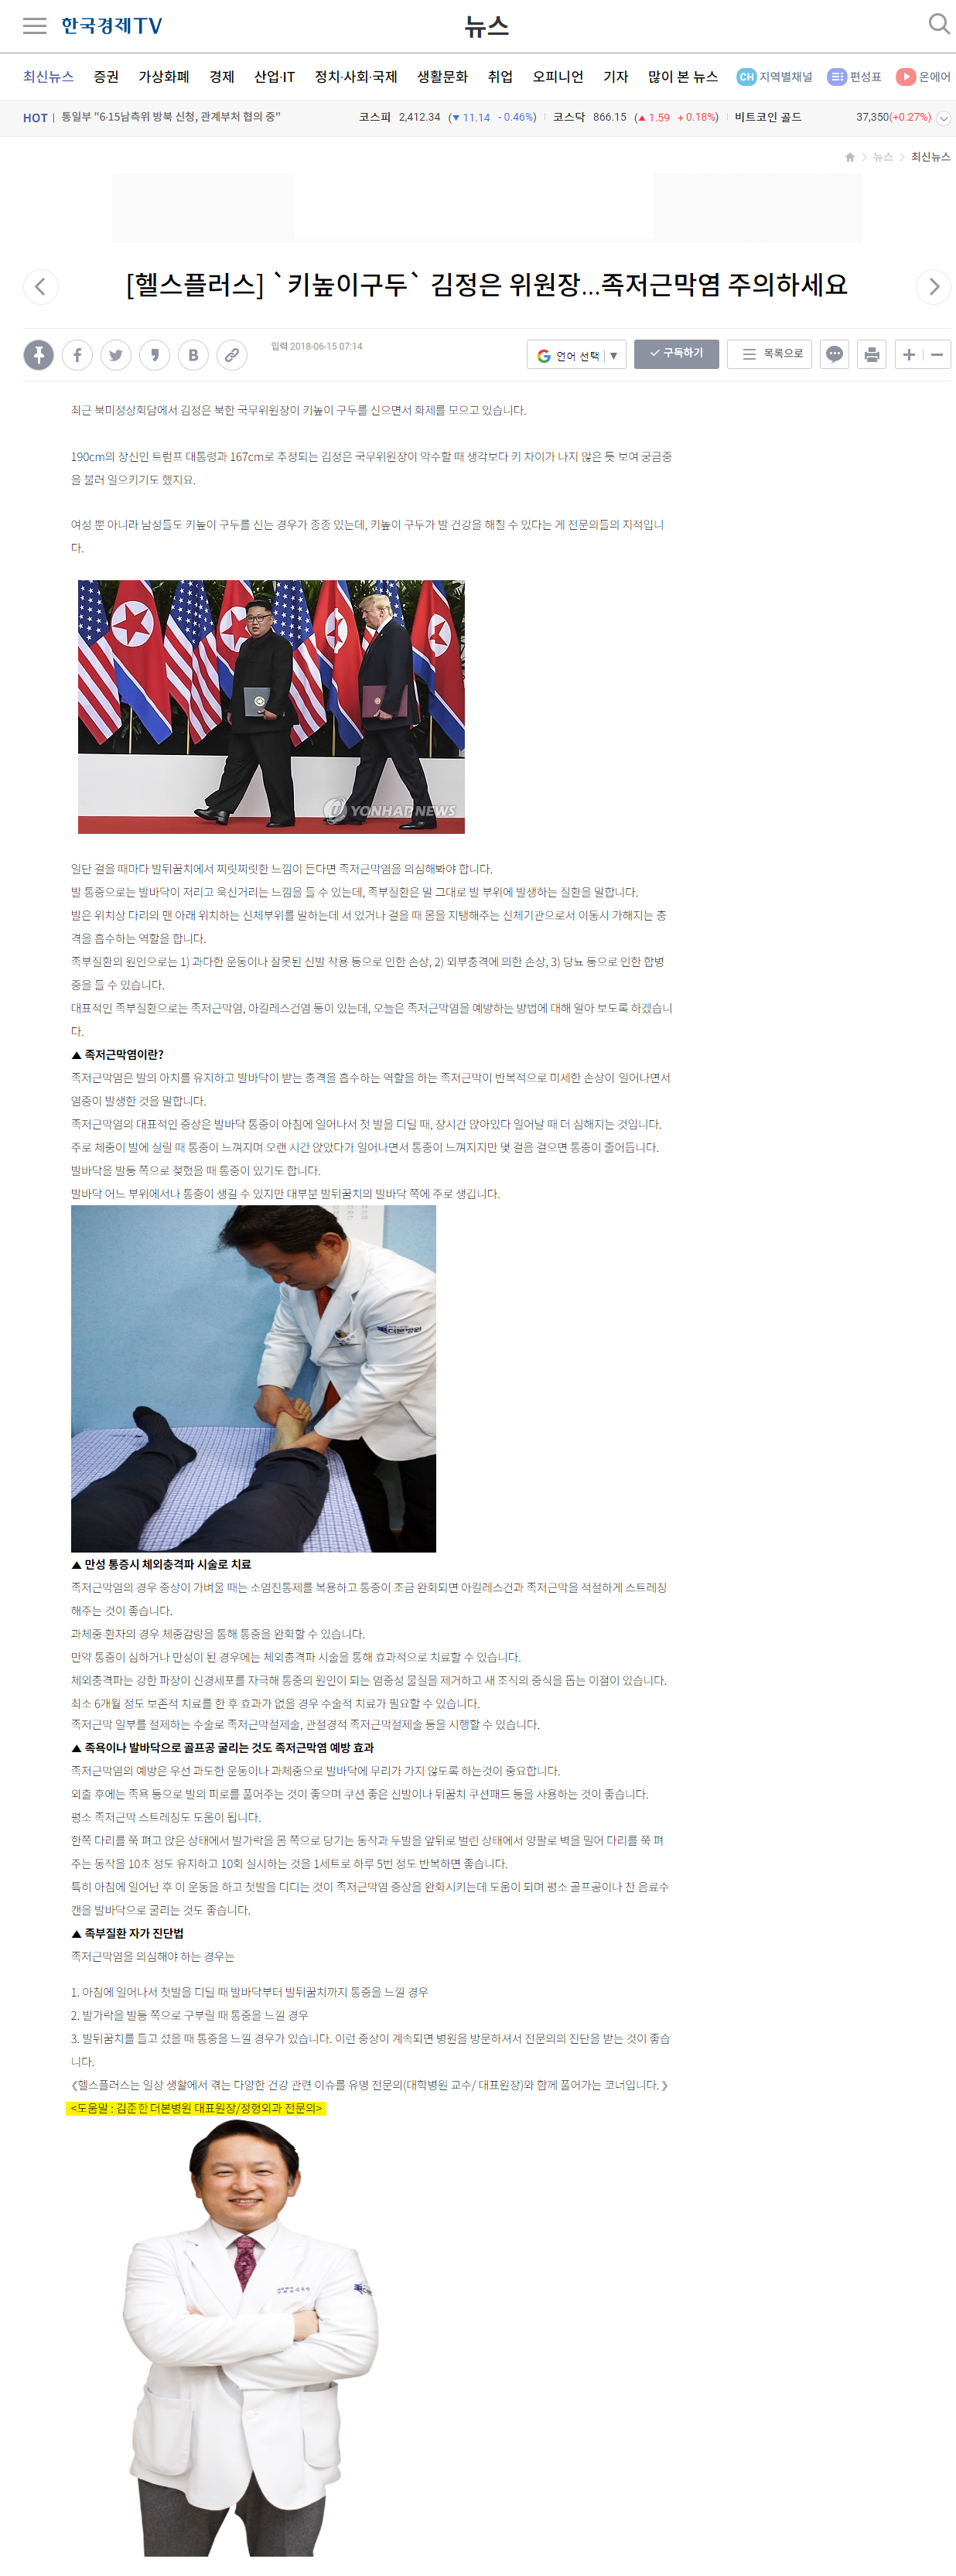 한국경제TV
뉴스
최신뉴스 증권 가상화폐 경제 산업·IT 정치·사회·국제 생활문화 취업 오피니언 기자 많이 본 뉴스 CH 지역별채널 편성표 온에어
HOT | 통일부 "6·15남측위 방북 신청, 관계부처 협의 중" 코스피 2,412.34 (▼ 11.14 - 0.46%) 코스닥 866.15 (▲ 1.59 + 0.18%) 비트코인 골드 37,350(+0.27%)
뉴스 > 최신뉴스
[헬스플러스] `키높이구두` 김정은 위원장...족저근막염 주의하세요
B
입력 2018-06-15 07:14
G 언어 선택 | ▼
구독하기
목록으로
최근 북미정상회담에서 김정은 북한 국무위원장이 키높이 구두를 신으면서 화제를 모으고 있습니다.
190cm의 장신인 트럼프 대통령과 167cm로 추정되는 김정은 국무위원장이 악수할 때 생각보다 키 차이가 나지 않은 듯 보여 궁금증
을 불러 일으키기도 했지요.
여성 뿐 아니라 남성들도 키높이 구두를 신는 경우가 종종 있는데, 키높이 구두가 발 건강을 해칠 수 있다는 게 전문의들의 지적입니
다.
YONHAP NEWS
일단 걸을 때마다 발뒤꿈치에서 찌릿찌릿한 느낌이 든다면 족저근막염을 의심해봐야 합니다.
발 통증으로는 발바닥이 저리고 욱신거리는 느낌을 들 수 있는데, 족부질환은 말 그대로 발 부위에 발생하는 질환을 말합니다.
발은 위치상 다리의 맨 아래 위치하는 신체부위를 말하는데 서 있거나 걸을 때 몸을 지탱해주는 신체기관으로서 이동시 가해지는 충
격을 흡수하는 역할을 합니다.
족부질환의 원인으로는 1) 과다한 운동이나 잘못된 신발 착용 등으로 인한 손상, 2) 외부충격에 의한 손상, 3) 당뇨 등으로 인한 합병
증을 들 수 있습니다.
대표적인 족부질환으로는 족저근막염, 아킬레스건염 등이 있는데, 오늘은 족저근막염을 예방하는 방법에 대해 알아 보도록 하겠습니
다.
▲ 족저근막염이란?
족저근막염은 발의 아치를 유지하고 발바닥이 받는 충격을 흡수하는 역할을 하는 족저근막이 반복적으로 미세한 손상이 일어나면서
염증이 발생한 것을 말합니다.
족저근막염의 대표적인 증상은 발바닥 통증이 아침에 일어나서 첫 발을 디딜 때, 장시간 앉아있다 일어날 때 더 심해지는 것입니다.
주로 체중이 발에 실릴 때 통증이 느껴지며 오랜 시간 앉았다가 일어나면서 통증이 느껴지지만 몇 걸음 걸으면 통증이 줄어듭니다.
발바닥을 발등 쪽으로 젖혔을 때 통증이 있기도 합니다.
발바닥 어느 부위에서나 통증이 생길 수 있지만 대부분 발뒤꿈치의 발바닥 쪽에 주로 생깁니다.
더본병원
▲ 만성 통증시 체외충격파 시술로 치료
족저근막염의 경우 증상이 가벼울 때는 소염진통제를 복용하고 통증이 조금 완화되면 아킬레스건과 족저근막을 적절하게 스트레칭
해주는 것이 좋습니다.
과체중 환자의 경우 체중감량을 통해 통증을 완화할 수 있습니다.
만약 통증이 심하거나 만성이 된 경우에는 체외충격파 시술을 통해 효과적으로 치료할 수 있습니다.
체외충격파는 강한 파장이 신경세포를 자극해 통증의 원인이 되는 염증성 물질을 제거하고 새 조직의 증식을 돕는 이점이 있습니다.
최소 6개월 정도 보존적 치료를 한 후 효과가 없을 경우 수술적 치료가 필요할 수 있습니다.
족저근막 일부를 절제하는 수술로 족저근막절제술, 관절경적 족저근막절제술 등을 시행할 수 있습니다.
▲ 족욕이나 발바닥으로 골프공 굴리는 것도 족저근막염 예방 효과
족저근막염의 예방은 우선 과도한 운동이나 과체중으로 발바닥에 무리가 가지 않도록 하는것이 중요합니다.
외출 후에는 족욕 등으로 발의 피로를 풀어주는 것이 좋으며 쿠션 좋은 신발이나 뒤꿈치 쿠션패드 등을 사용하는 것이 좋습니다.
평소 족저근막 스트레칭도 도움이 됩니다.
한쪽 다리를 쭉 펴고 앉은 상태에서 발가락을 몸 쪽으로 당기는 동작과 두발을 앞뒤로 벌린 상태에서 양팔로 벽을 밀어 다리를 쭉 펴
주는 동작을 10초 정도 유지하고 10회 실시하는 것을 1세트로 하루 5번 정도 반복하면 좋습니다.
특히 아침에 일어난 후 이 운동을 하고 첫발을 디디는 것이 족저근막염 증상을 완화시키는데 도움이 되며 평소 골프공이나 찬 음료수
캔을 발바닥으로 굴리는 것도 좋습니다.
▲ 족부질환 자가 진단법
족저근막염을 의심해야 하는 경우는
1. 아침에 일어나서 첫발을 디딜 때 발바닥부터 발뒤꿈치까지 통증을 느낄 경우
2. 발가락을 발등 쪽으로 구부릴 때 통증을 느낄 경우
3. 발뒤꿈치를 들고 섰을 때 통증을 느낄 경우가 있습니다. 이런 증상이 계속되면 병원을 방문하셔서 전문의의 진단을 받는 것이 좋습
니다.
《헬스플러스는 일상 생활에서 겪는 다양한 건강 관련 이슈를 유명 전문의(대학병원 교수/ 대표원장)와 함께 풀어가는 코너입니다. 》
<도움말 : 김준한 더본병원 대표원장/정형외과 전문의>